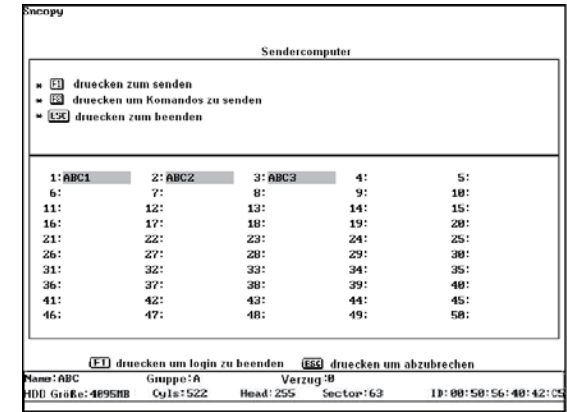 Sncopy
Sendercomputer
* F1 druecken zum senden
* F8 druecken um Komandos zu senden
* ESC druecken zum beenden
1:ABC1 2:ABC2 3:ABC3 4: 5:
6: 7: 8: 9: 10:
11: 12: 13: 14: 15:
16: 17: 18: 19: 20:
21: 22: 23: 24: 25:
26: 27: 28: 29: 30:
31: 32: 33: 34: 35:
36: 37: 38: 39: 40:
41: 42: 43: 44: 45:
46: 47: 48: 49: 50:
F1 druecken um login zu beenden ESC druecken um abzubrechen
Name:ABC Gruppe:A Verzug:0
HDD Größe:4095MB Cyls:522 Head:255 Sector:63 ID:00:50:56:40:42:C5